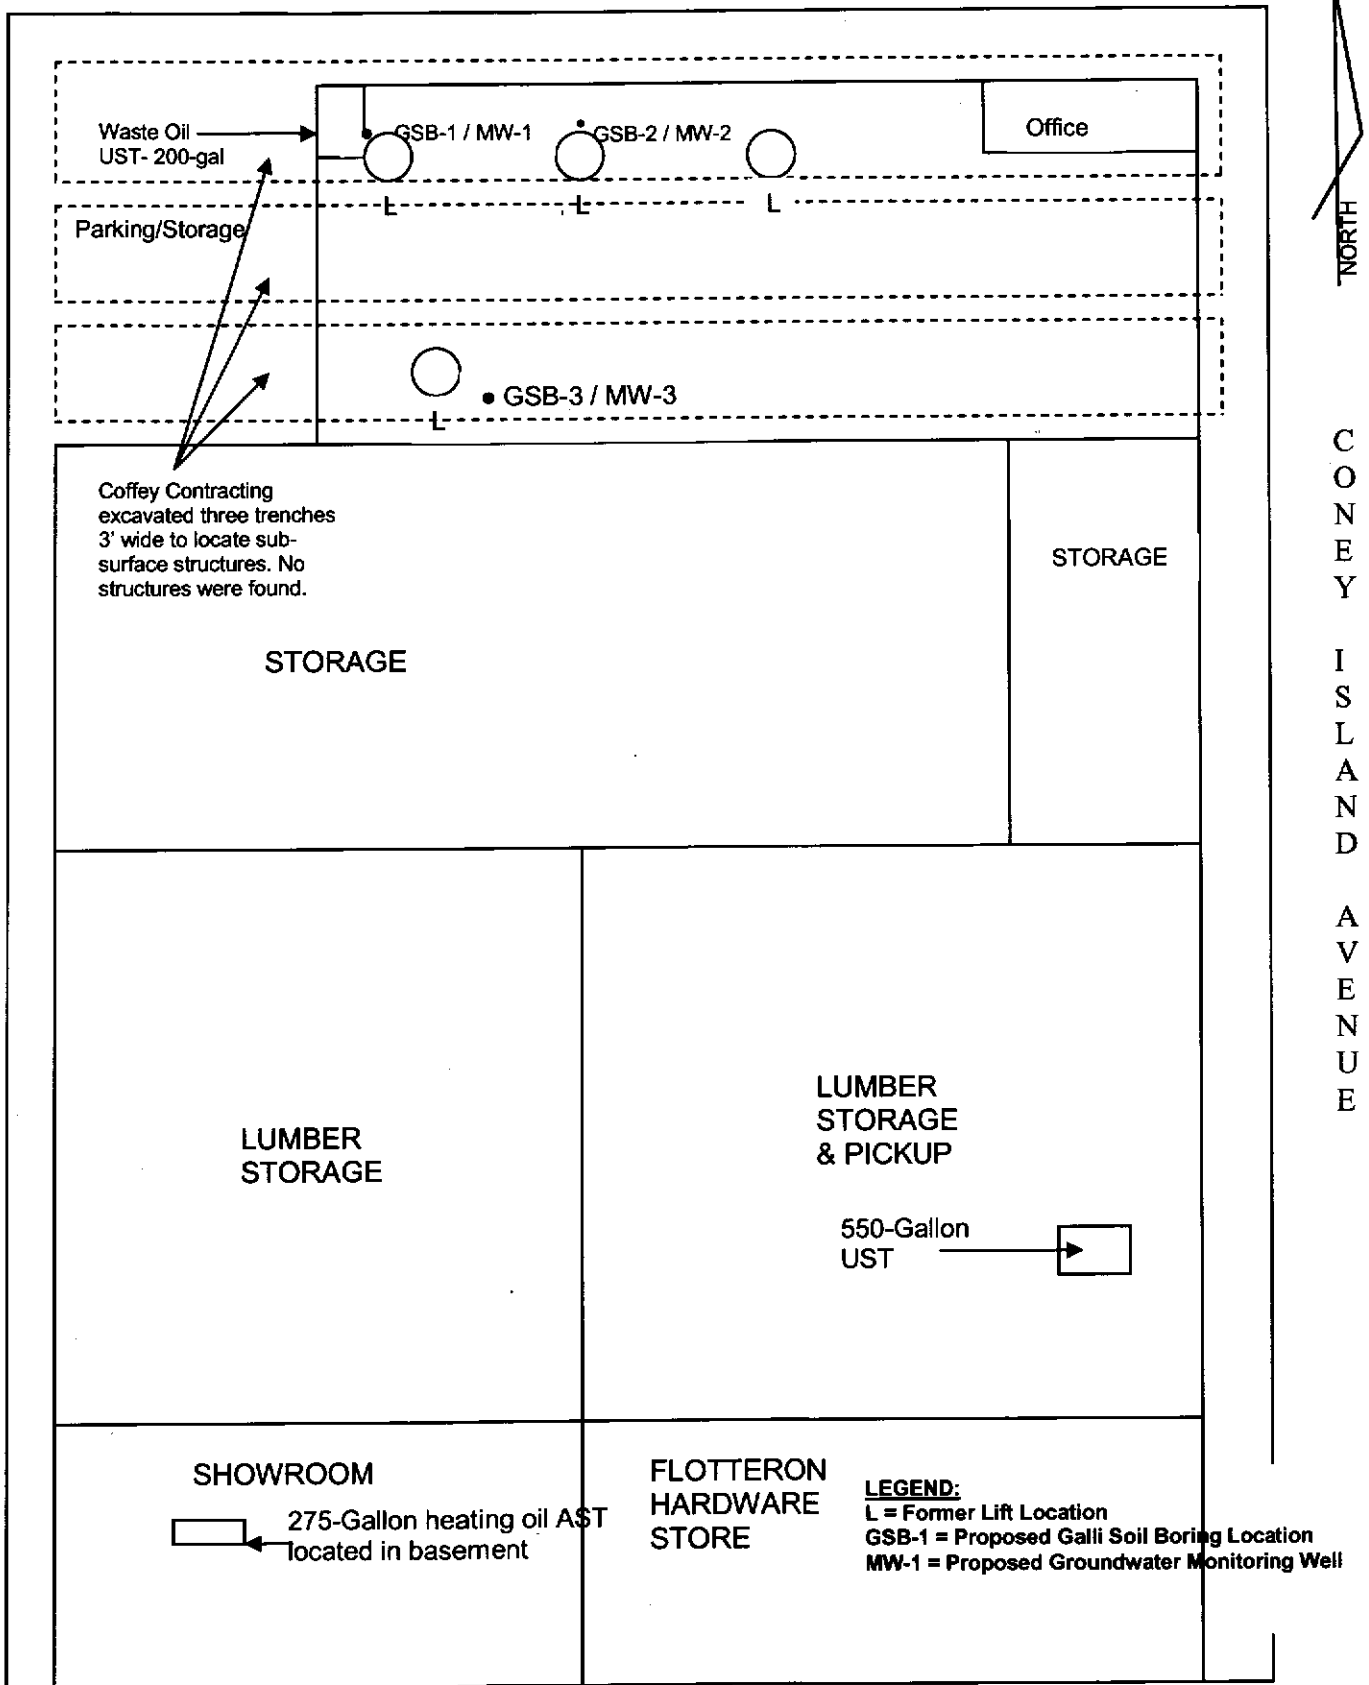 Waste Oil
UST- 200-gal
GSB-1 / MW-1
GSB-2 / MW-2
Office
L
L
L
NORTH
Parking/Storage
L
GSB-3 / MW-3
Coffey Contracting
excavated three trenches
3' wide to locate sub-
surface structures. No
structures were found.
STORAGE
STORAGE
CONEY ISLAND AVENUE
LUMBER
STORAGE
LUMBER
STORAGE
& PICKUP
550-Gallon
UST
SHOWROOM
275-Gallon heating oil AST
located in basement
FLOTTERON
HARDWARE
STORE
LEGEND:
L = Former Lift Location
GSB-1 = Proposed Galli Soil Boring Location
MW-1 = Proposed Groundwater Monitoring Well